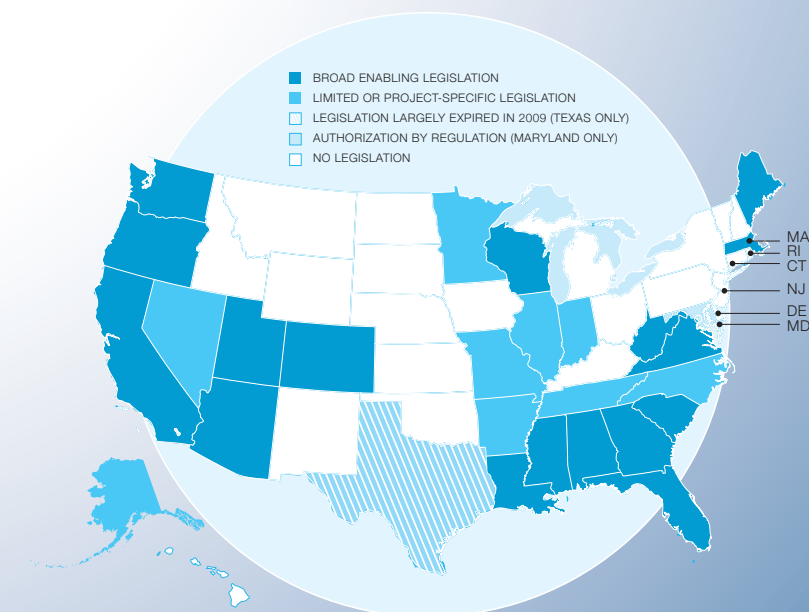 BROAD ENABLING LEGISLATION
LIMITED OR PROJECT-SPECIFIC LEGISLATION
LEGISLATION LARGELY EXPIRED IN 2009 (TEXAS ONLY)
AUTHORIZATION BY REGULATION (MARYLAND ONLY)
NO LEGISLATION
MA
RI
CT
NJ
DE
MD